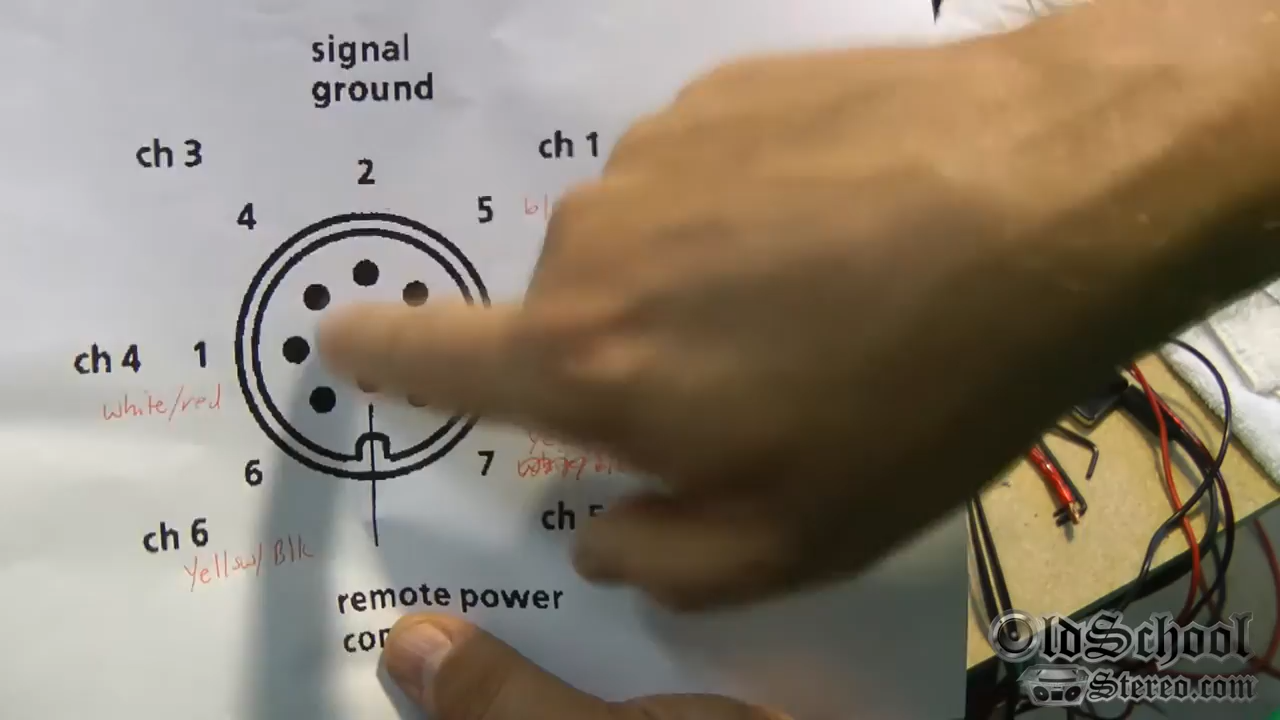 signal
ground
ch 3
ch 1
2
4
5
ch 4
1
white/red
6
7
ch 6
Yellow/Blk
ch
remote power
OldSchool
Stereo.com